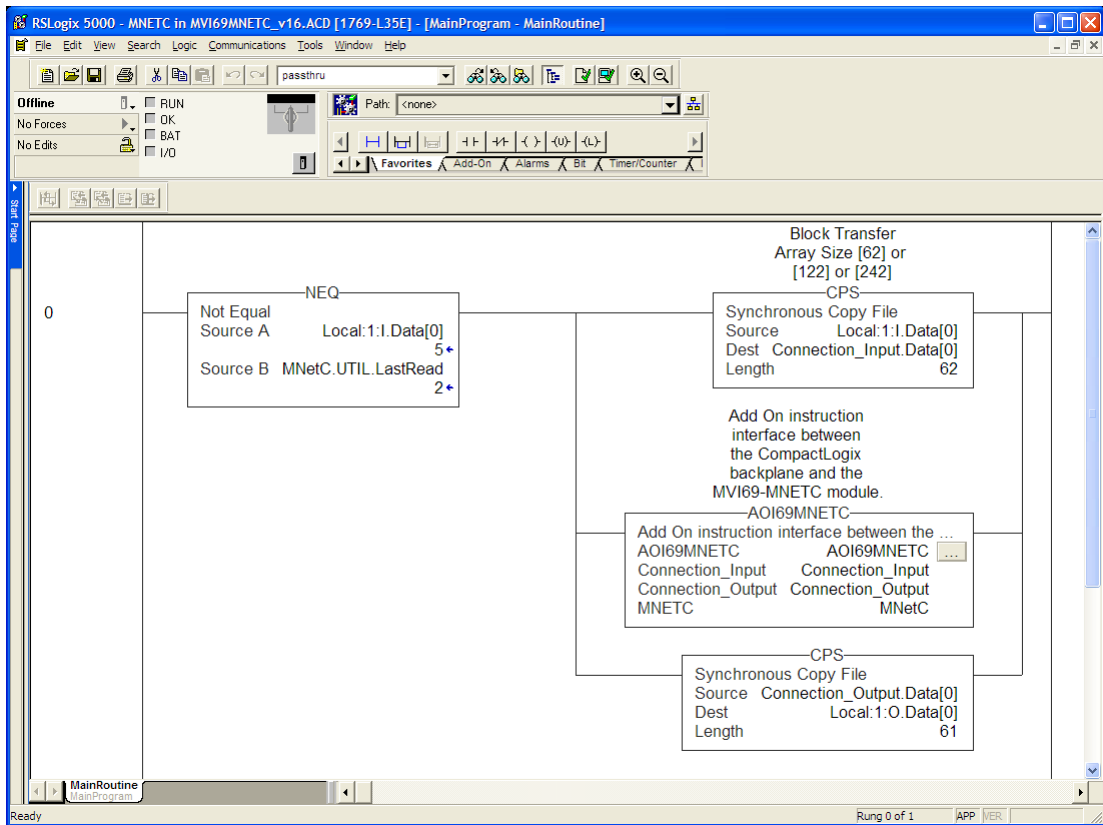 RSLogix 5000 - MNETC in MVI69MNETC_v16.ACD [1769-L35E] - [MainProgram - MainRoutine]
File Edit View Search Logic Communications Tools Window Help
passthru
Offline
RUN
Path: <none>
No Forces
OK
No Edits
BAT
I/O
Favorites Add-On Alarms Bit Timer/Counter
Start Page
Block Transfer
Array Size [62] or
[122] or [242]
0
NEQ
Not Equal
Source A Local:1:I.Data[0]
5
Source B MNetC.UTIL.LastRead
2
CPS
Synchronous Copy File
Source Local:1:I.Data[0]
Dest Connection_Input.Data[0]
Length 62
Add On instruction
interface between
the CompactLogix
backplane and the
MVI69-MNETC module.
AOI69MNETC
Add On instruction interface between the ...
AOI69MNETC AOI69MNETC ...
Connection_Input Connection_Input
Connection_Output Connection_Output
MNETC MNetC
CPS
Synchronous Copy File
Source Connection_Output.Data[0]
Dest Local:1:O.Data[0]
Length 61
MainRoutine
MainProgram
Ready
Rung 0 of 1 APP VER